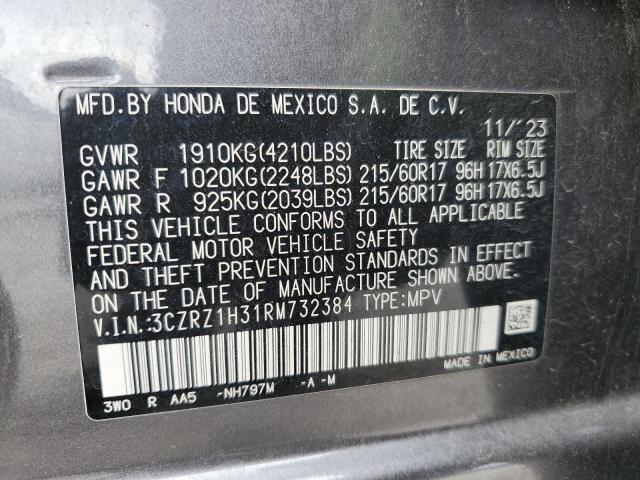 MFD.BY HONDA DE MEXICO S.A. DE C.V.
11/'23
GVWR 1910KG(4210LBS) TIRE SIZE RIM SIZE
GAWR F 1020KG(2248LBS) 215/60R17 96H 17X6.5J
GAWR R 925KG(2039LBS) 215/60R17 96H 17X6.5J
THIS VEHICLE CONFORMS TO ALL APPLICABLE
FEDERAL MOTOR VEHICLE SAFETY
AND THEFT PREVENTION STANDARDS IN EFFECT
ON THE DATE OF MANUFACTURE SHOWN ABOVE.
V.I.N.:3CZRZ1H31RM732384 TYPE:MPV
MADE IN MEXICO
3W0 R AA5 -NH797M -A -M